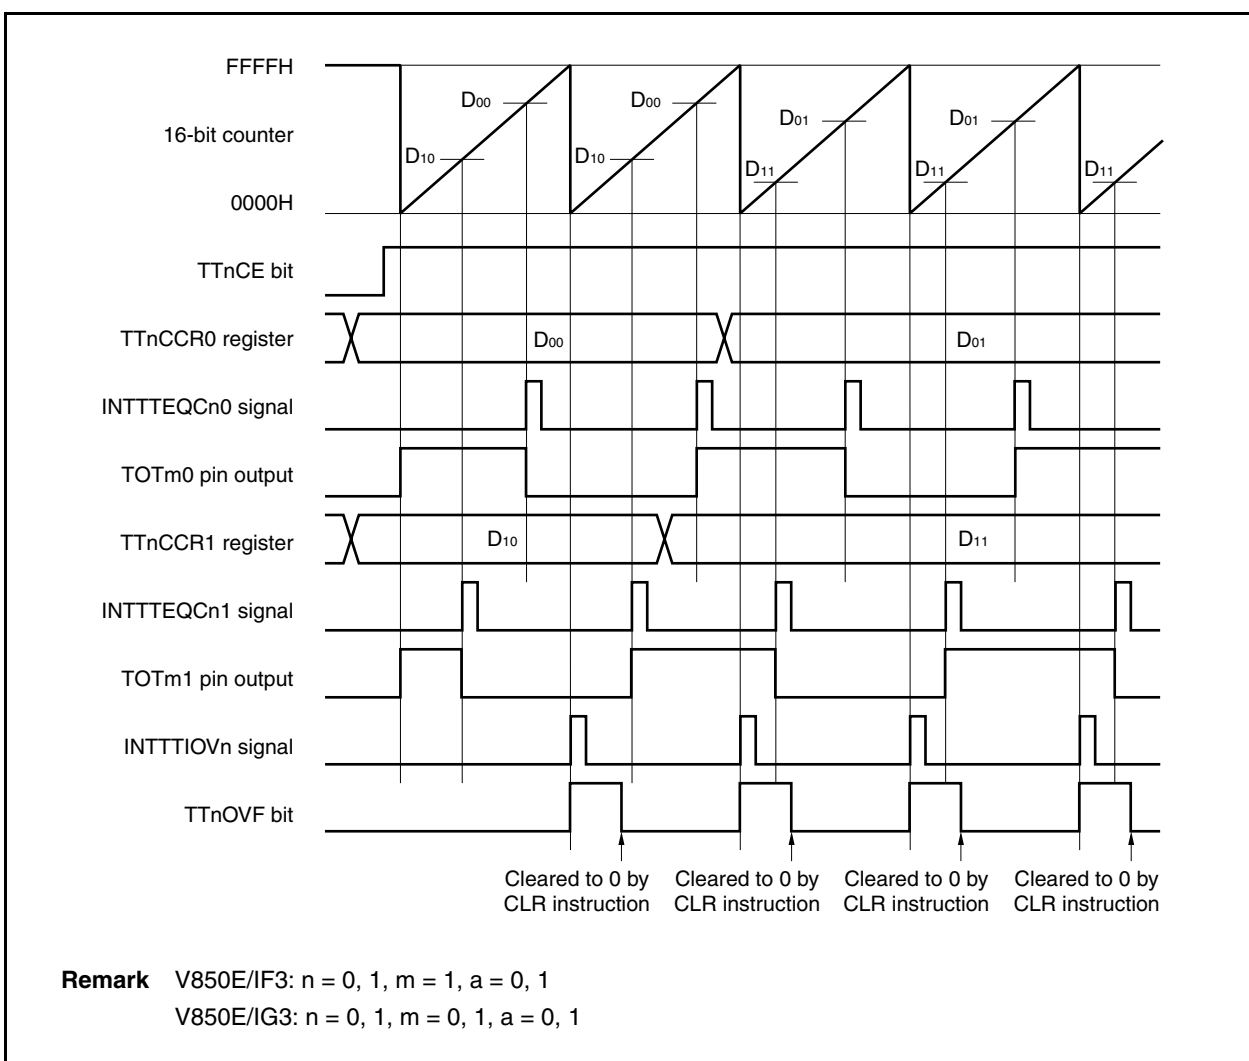 FFFFH
D00 D00
D01 D01
16-bit counter
D10 D10
D11 D11 D11
0000H
TTnCE bit
TTnCCR0 register
D00 D01
INTTTEQCn0 signal
TOTm0 pin output
TTnCCR1 register
D10 D11
INTTTEQCn1 signal
TOTm1 pin output
INTTTIOVn signal
TTnOVF bit
Cleared to 0 by Cleared to 0 by Cleared to 0 by Cleared to 0 by
CLR instruction CLR instruction CLR instruction CLR instruction
Remark V850E/IF3: n = 0, 1, m = 1, a = 0, 1
V850E/IG3: n = 0, 1, m = 0, 1, a = 0, 1